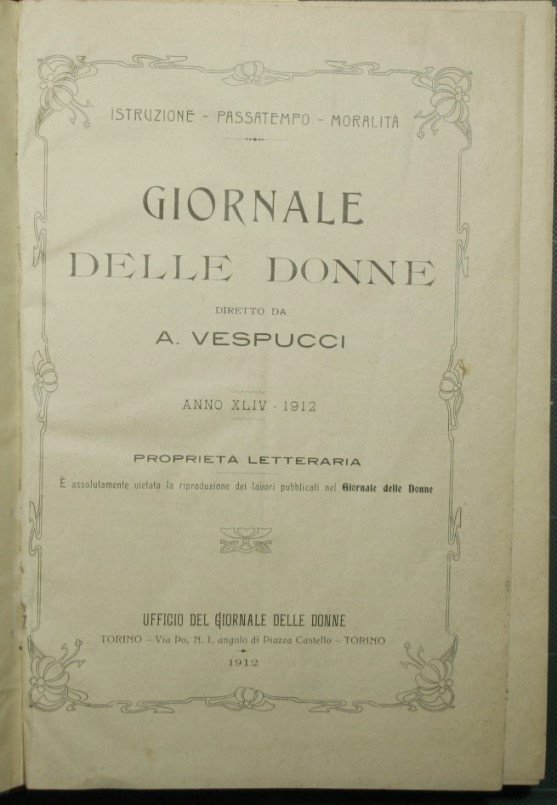 ISTRUZIONE - PASSATEMPO - MORALITÀ
GIORNALE
DELLE DONNE
DIRETTO DA
A. VESPUCCI
ANNO XLIV - 1912
PROPRIETÀ LETTERARIA
È assolutamente vietata la riproduzione dei lavori pubblicati nel Giornale delle Donne
UFFICIO DEL GIORNALE DELLE DONNE
TORINO — Via Po, N. 1, angolo di Piazza Castello — TORINO
1912